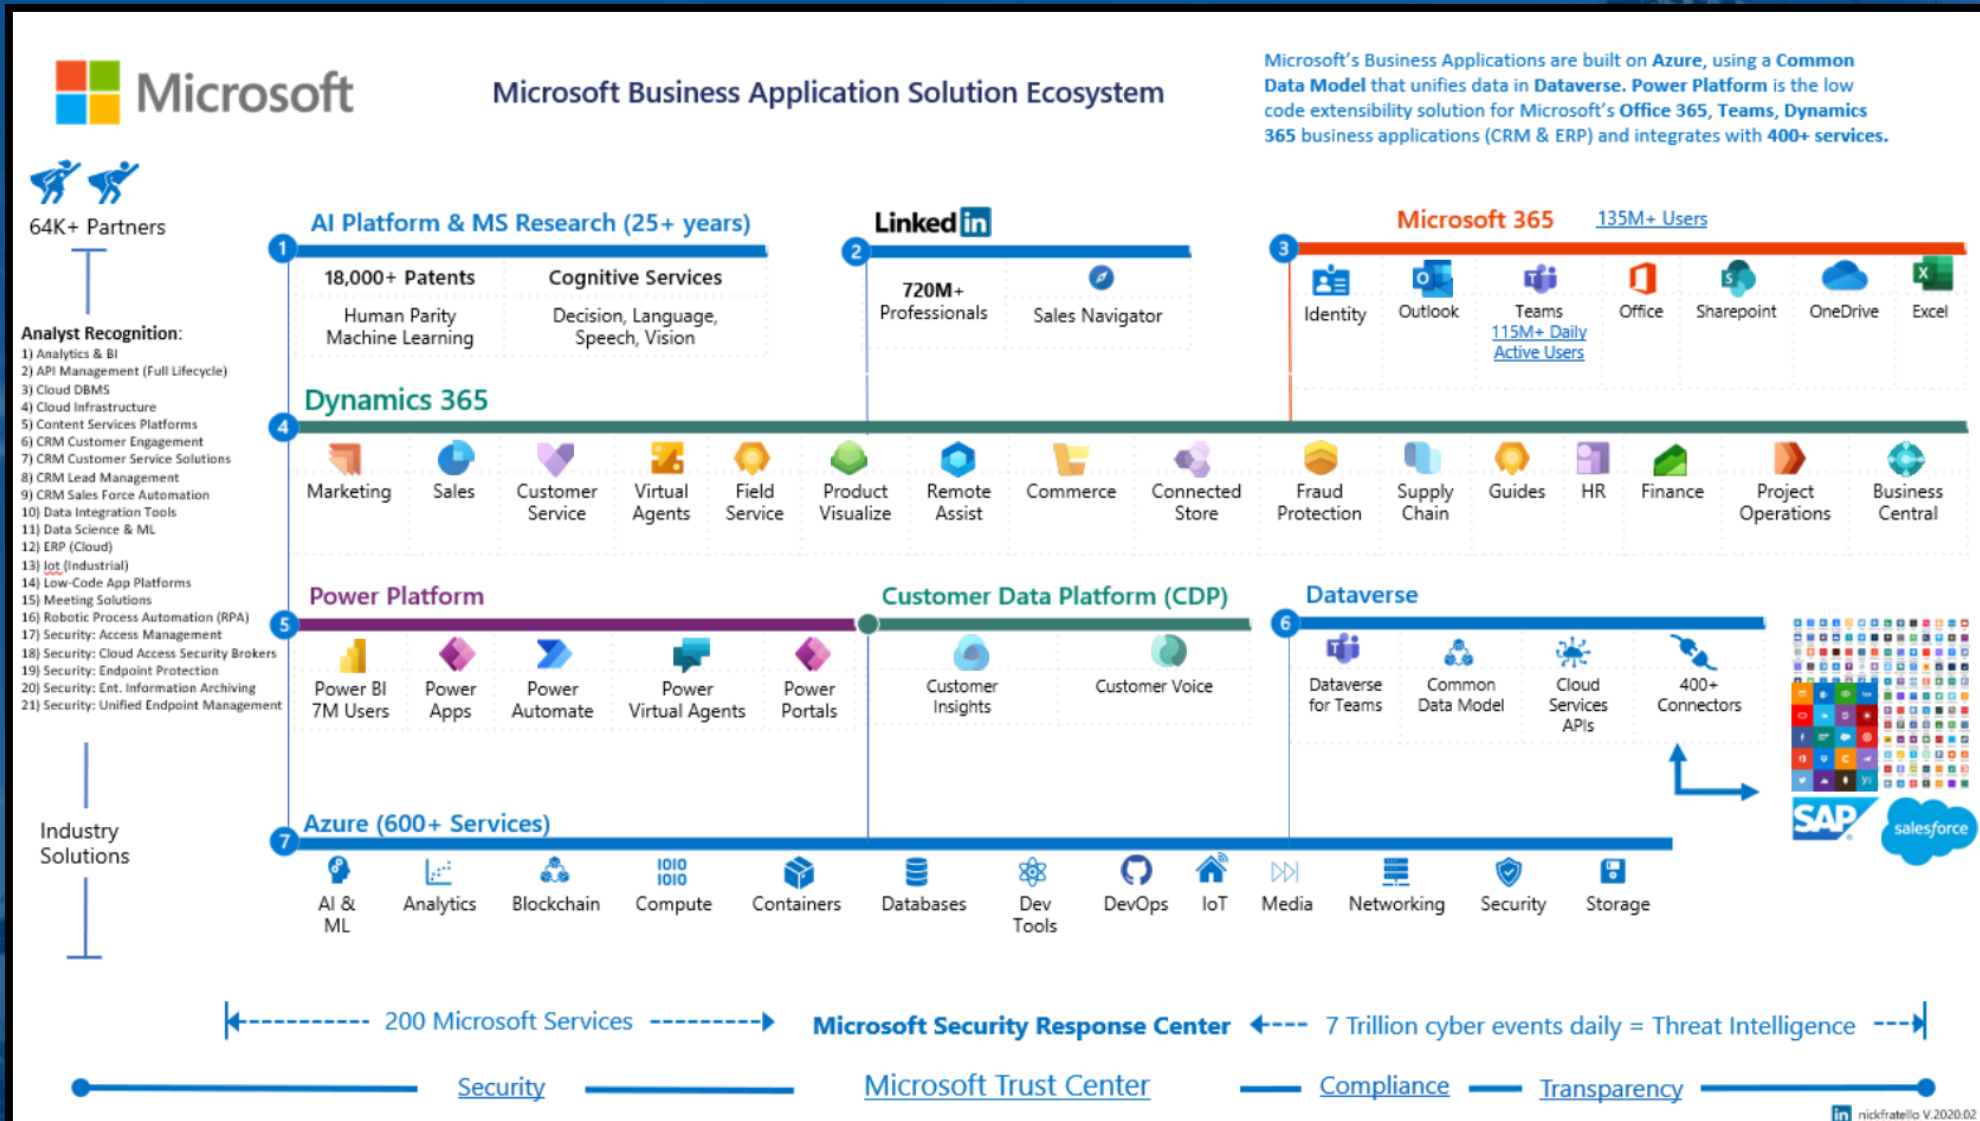 Microsoft
Microsoft Business Application Solution Ecosystem
Microsoft's Business Applications are built on Azure, using a Common
Data Model that unifies data in Dataverse. Power Platform is the low
code extensibility solution for Microsoft's Office 365, Teams, Dynamics
365 business applications (CRM & ERP) and integrates with 400+ services.
64K+ Partners
Analyst Recognition:
1) Analytics & BI
2) API Management (Full Lifecycle)
3) Cloud DBMS
4) Cloud Infrastructure
5) Content Services Platforms
6) CRM Customer Engagement
7) CRM Customer Service Solutions
8) CRM Lead Management
9) CRM Sales Force Automation
10) Data Integration Tools
11) Data Science & ML
12) ERP (Cloud)
13) Iot (Industrial)
14) Low-Code App Platforms
15) Meeting Solutions
16) Robotic Process Automation (RPA)
17) Security: Access Management
18) Security: Cloud Access Security Brokers
19) Security: Endpoint Protection
20) Security: Ent. Information Archiving
21) Security: Unified Endpoint Management
Industry
Solutions
AI Platform & MS Research (25+ years)
1
18,000+ Patents
Human Parity
Machine Learning
Cognitive Services
Decision, Language,
Speech, Vision
Linked in
2
720M+
Professionals
Sales Navigator
Microsoft 365
135M+ Users
3
Identity
Outlook
Teams
115M+ Daily
Active Users
Office
Sharepoint
OneDrive
Excel
Dynamics 365
4
Marketing
Sales
Customer
Service
Virtual
Agents
Field
Service
Product
Visualize
Remote
Assist
Commerce
Connected
Store
Fraud
Protection
Supply
Chain
Guides
HR
Finance
Project
Operations
Business
Central
Power Platform
5
Power BI
7M Users
Power
Apps
Power
Automate
Power
Virtual Agents
Power
Portals
Customer Data Platform (CDP)
Customer
Insights
Customer Voice
Dataverse
6
Dataverse
for Teams
Common
Data Model
Cloud
Services
APIs
400+
Connectors
SAP
salesforce
Azure (600+ Services)
7
AI &
ML
Analytics
Blockchain
1010
1010
Compute
Containers
Databases
Dev
Tools
DevOps
IoT
Media
Networking
Security
Storage
200 Microsoft Services
Microsoft Security Response Center
7 Trillion cyber events daily = Threat Intelligence
Security
Microsoft Trust Center
Compliance
Transparency
in nickfratello V.2020.02